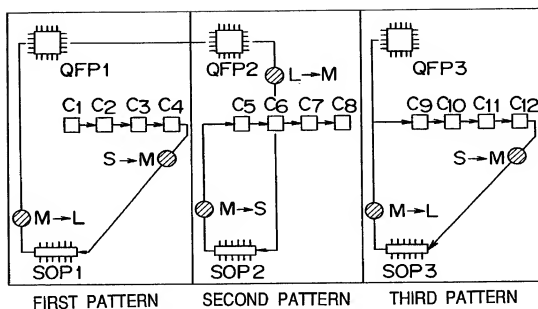 QFP1 QFP2 QFP3
L→M
C1 C2 C3 C4 C5 C6 C7 C8 C9 C10 C11 C12
S→M S→M
M→L M→S M→L
SOP1 SOP2 SOP3
FIRST PATTERN SECOND PATTERN THIRD PATTERN